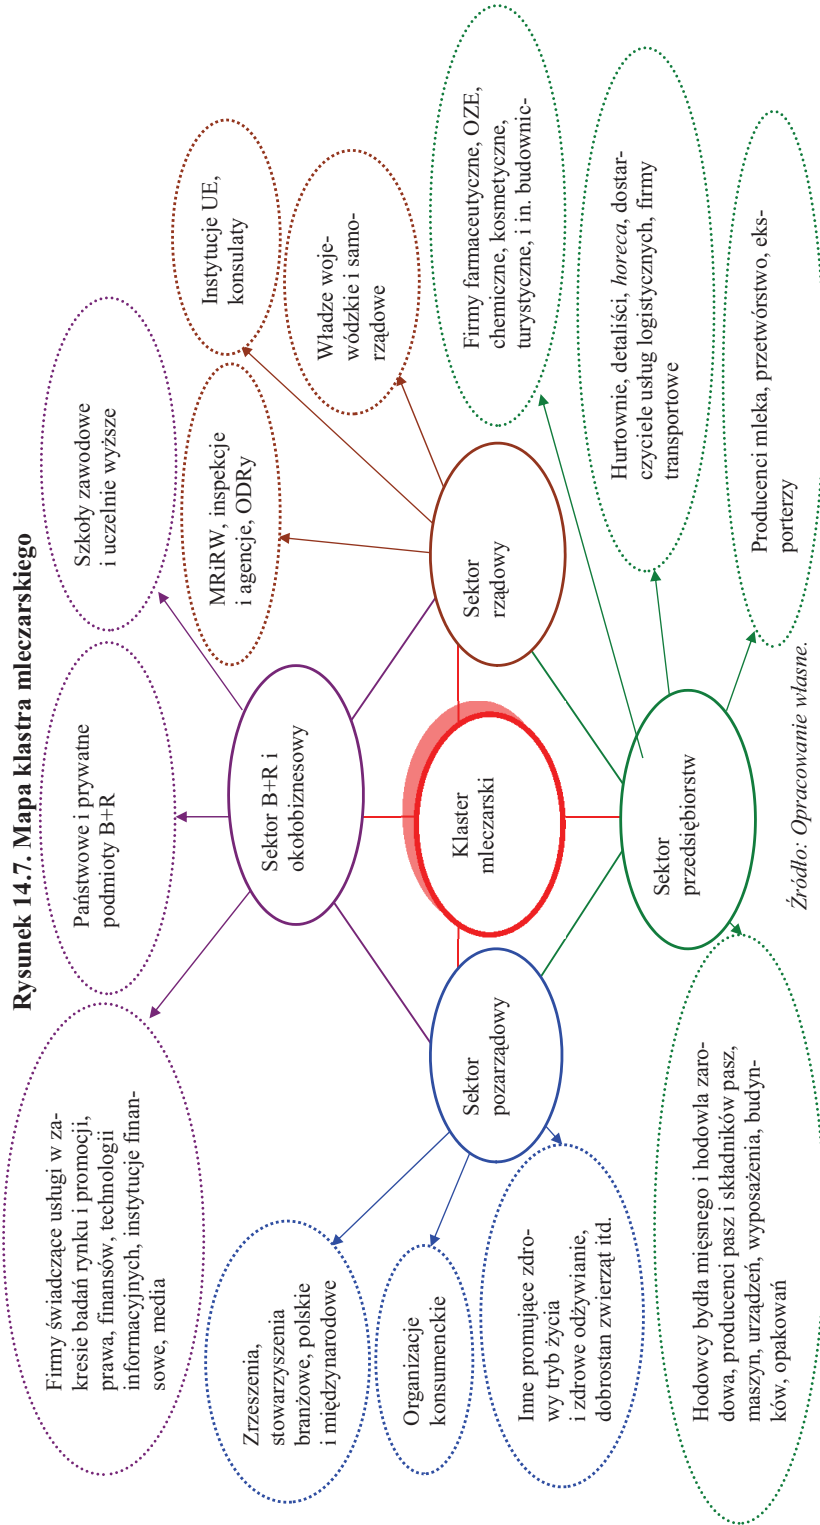 Rysunek 14.7. Mapa klastra mleczarskiego
Firmy świadczące usługi w za-
kresie badań rynku i promocji,
prawa, finansów, technologii
informacyjnych, instytucje finan-
sowe, media
Państwowe i prywatne
podmioty B+R
Szkoły zawodowe
i uczelnie wyższe
Zrzeszenia,
stowarzyszenia
branżowe, polskie
i międzynarodowe
Sektor B+R i
okołobiznesowy
MRiRW, inspekcje
i agencje, ODRy
Instytucje UE,
konsulaty
Organizacje
konsumenckie
Władze woje-
wódzkie i samo-
rządowe
Sektor
pozarządowy
Klaster
mleczarski
Sektor
rządowy
Firmy farmaceutyczne, OZE,
chemiczne, kosmetyczne,
turystyczne, i in. budownic-
Inne promujące zdro-
wy tryb życia
i zdrowe odżywianie,
dobrostan zwierząt itd.
Hurtownie, detaliści, horeca, dostar-
czyciele usług logistycznych, firmy
transportowe
Sektor
przedsiębiorstw
Hodowcy bydła mięsnego i hodowla zaro-
dowa, producenci pasz i składników pasz,
maszyn, urządzeń, wyposażenia, budyn-
ków, opakowań
Producenci mleka, przetwórstwo, eks-
porterzy
Źródło: Opracowanie własne.